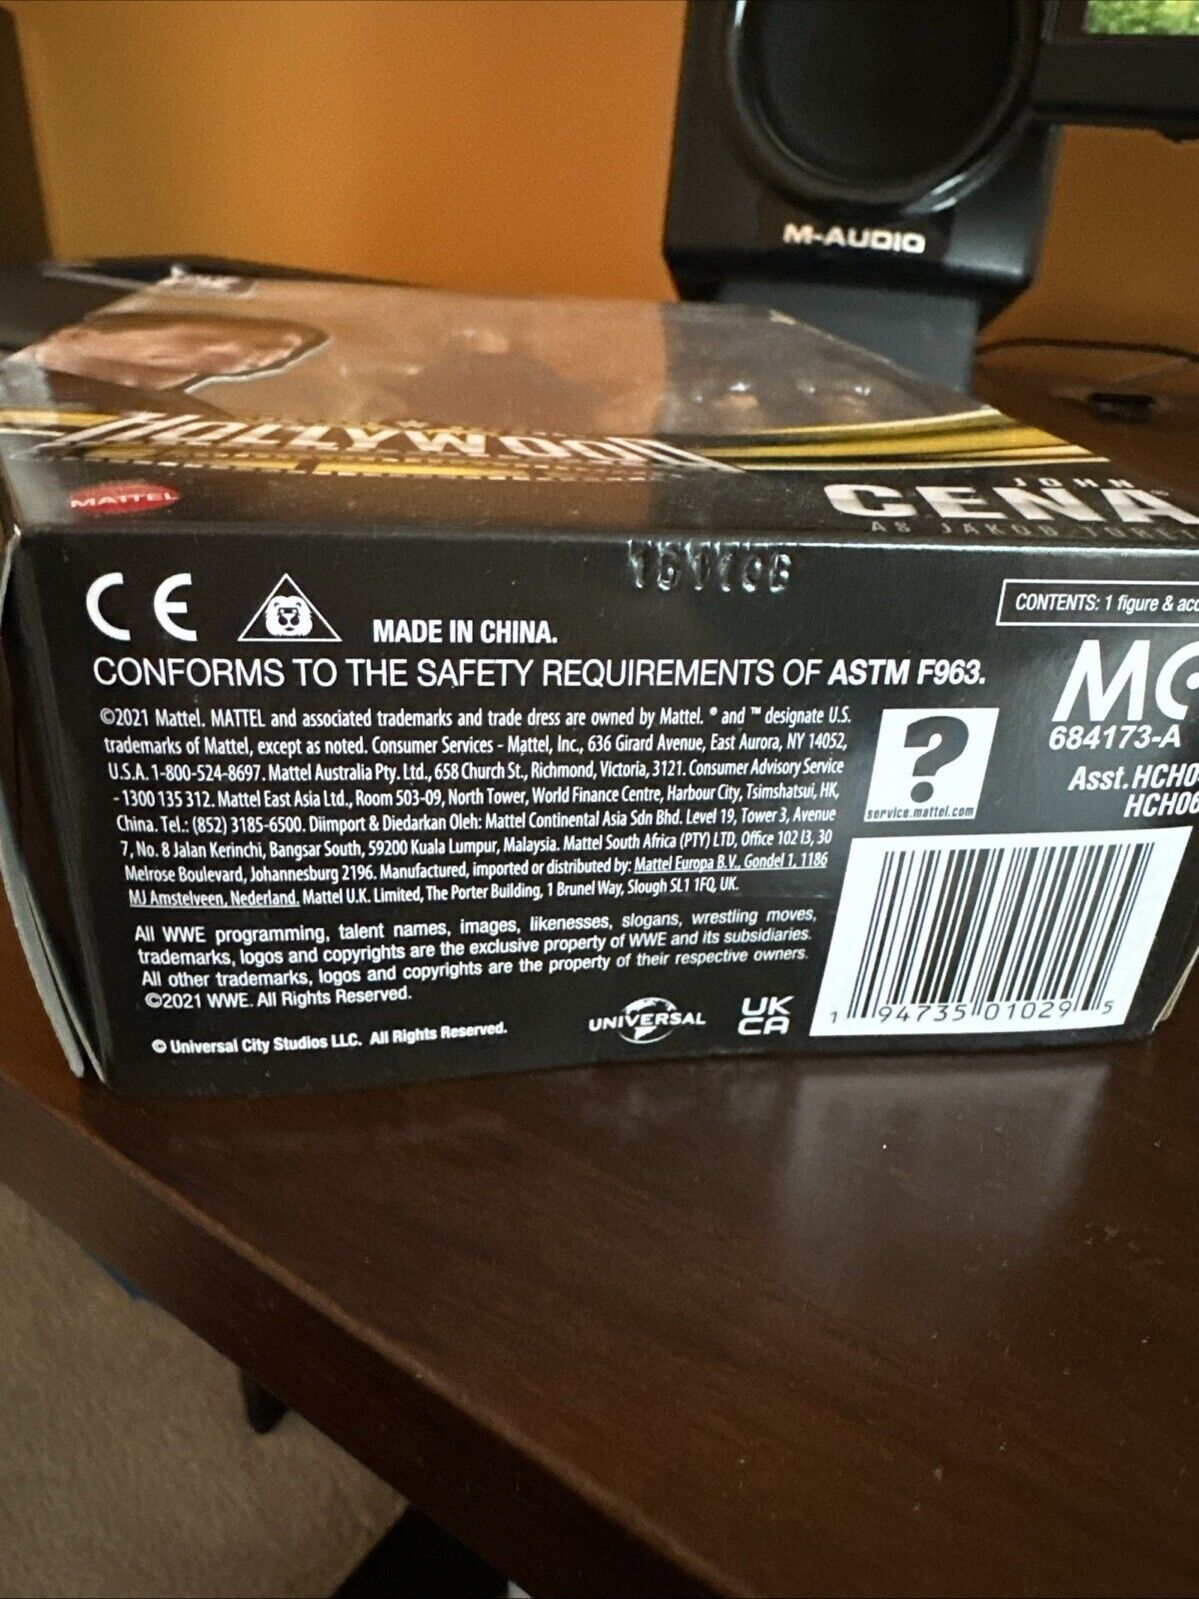 M-AUDIO
HOLLYWOOD
MATTEL
JOHN
CENA
AS JAKOB TORET
CE
MADE IN CHINA.
CONTENTS: 1 figure & acc
CONFORMS TO THE SAFETY REQUIREMENTS OF ASTM F963.
©2021 Mattel. MATTEL and associated trademarks and trade dress are owned by Mattel. ® and ™ designate U.S.
trademarks of Mattel, except as noted. Consumer Services - Mattel, Inc., 636 Girard Avenue, East Aurora, NY 14052,
U.S.A. 1-800-524-8697. Mattel Australia Pty. Ltd., 658 Church St., Richmond, Victoria, 3121. Consumer Advisory Service
- 1300 135 312. Mattel East Asia Ltd., Room 503-09, North Tower, World Finance Centre, Harbour City, Tsimshatsui, HK,
China. Tel.: (852) 3185-6500. Diimport & Diedarkan Oleh: Mattel Continental Asia Sdn Bhd. Level 19, Tower 3, Avenue
7, No. 8 Jalan Kerinchi, Bangsar South, 59200 Kuala Lumpur, Malaysia. Mattel South Africa (PTY) LTD, Office 102 I3, 30
Melrose Boulevard, Johannesburg 2196. Manufactured, imported or distributed by: Mattel Europa B.V., Gondel 1, 1186
MJ Amstelveen, Nederland. Mattel U.K. Limited, The Porter Building, 1 Brunel Way, Slough SL1 1FQ, UK.
All WWE programming, talent names, images, likenesses, slogans, wrestling moves,
trademarks, logos and copyrights are the exclusive property of WWE and its subsidiaries.
All other trademarks, logos and copyrights are the property of their respective owners.
©2021 WWE. All Rights Reserved.
© Universal City Studios LLC. All Rights Reserved.
UNIVERSAL
UK
CA
?
service.mattel.com
MC
684173-A
Asst. HCH0
HCH06
1 94735 01029 5